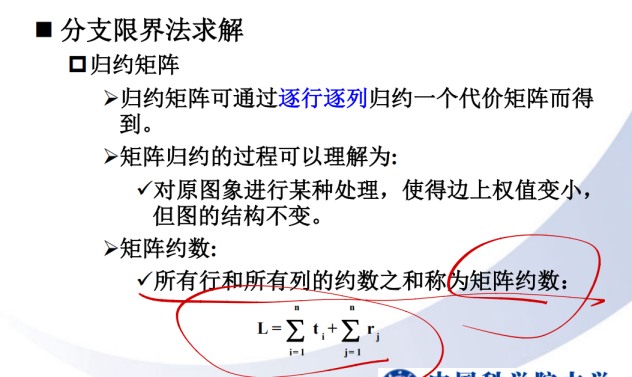 ■ 分支限界法求解
归约矩阵
➢归约矩阵可通过逐行逐列归约一个代价矩阵而得
到。
➢矩阵归约的过程可以理解为:
✓对原图象进行某种处理，使得边上权值变小，
但图的结构不变。
➢矩阵约数:
✓所有行和所有列的约数之和称为矩阵约数：
L = ∑_{i=1}^{n} t_i + ∑_{j=1}^{n} r_j